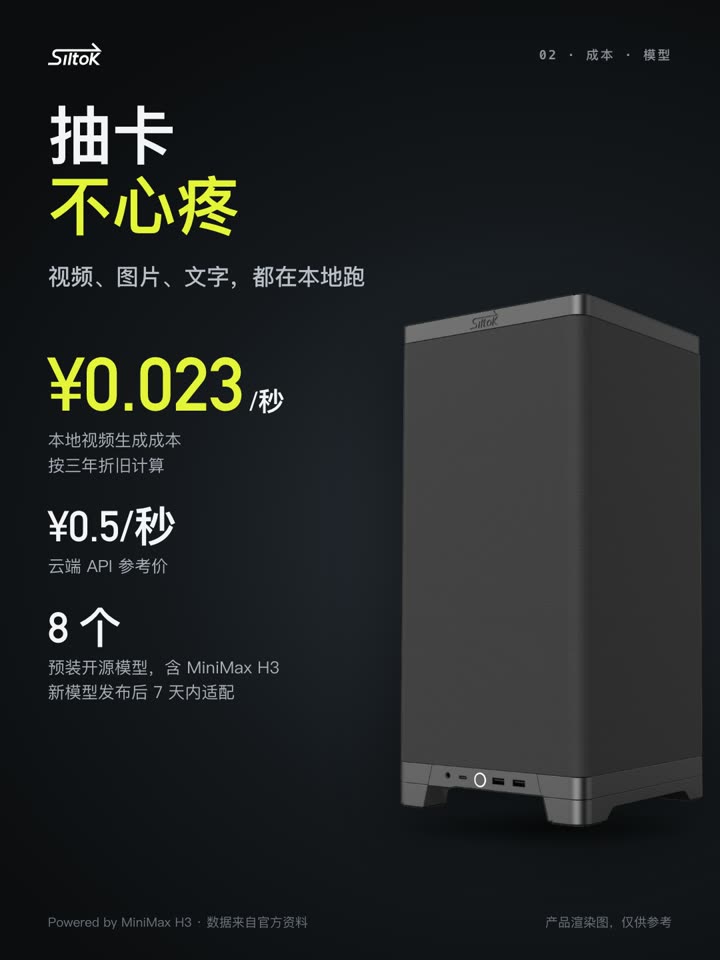 SiltoK
02 · 成本 · 模型
抽卡
不心疼
视频、图片、文字，都在本地跑
¥0.023/秒
本地视频生成成本
按三年折旧计算
¥0.5/秒
云端 API 参考价
8 个
预装开源模型，含 MiniMax H3
新模型发布后 7 天内适配
SiltoK
Powered by MiniMax H3 · 数据来自官方资料
产品渲染图，仅供参考